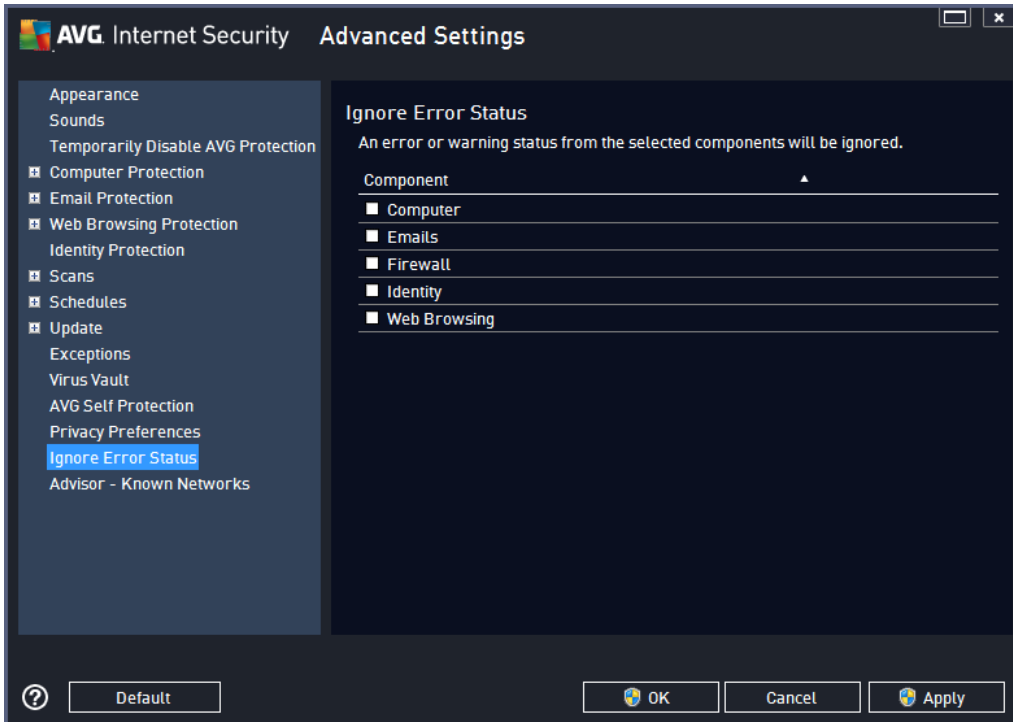 AVG. Internet Security Advanced Settings
Appearance
Sounds
Temporarily Disable AVG Protection
Computer Protection
Email Protection
Web Browsing Protection
Identity Protection
Scans
Schedules
Update
Exceptions
Virus Vault
AVG Self Protection
Privacy Preferences
Ignore Error Status
Advisor - Known Networks
Ignore Error Status
An error or warning status from the selected components will be ignored.
Component
Computer
Emails
Firewall
Identity
Web Browsing
? Default OK Cancel Apply